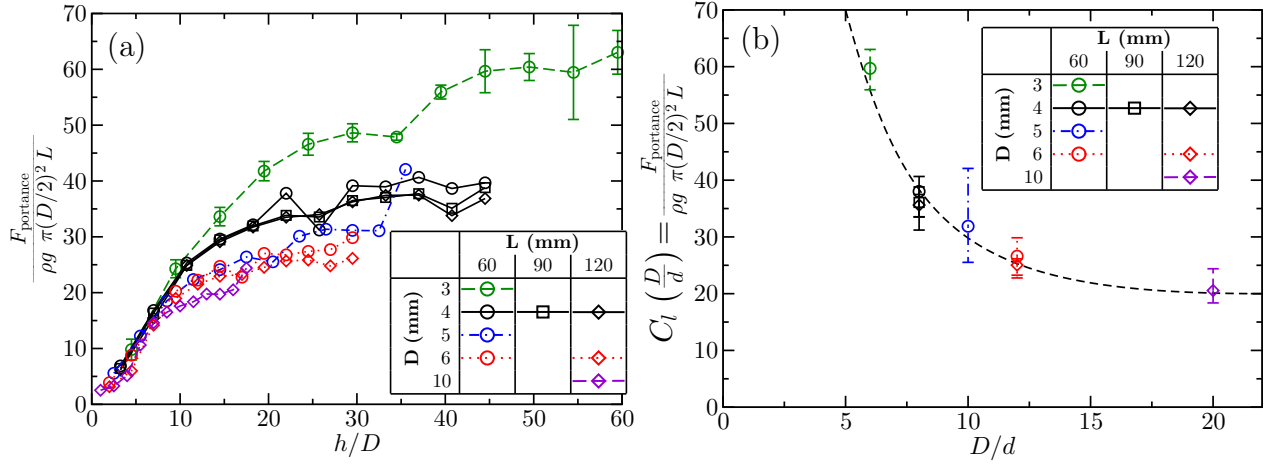 (a)
F_portance
ρg π(D/2)² L
70
60
50
40
30
20
10
0
0 10 20 30 40 50 60
h/D
L (mm)
60 90 120
D (mm)
3
4
5
6
10
(b)
C_l (D/d) = F_portance / ρg π(D/2)² L
70
60
50
40
30
20
10
0
0 5 10 15 20
D/d
L (mm)
60 90 120
D (mm)
3
4
5
6
10